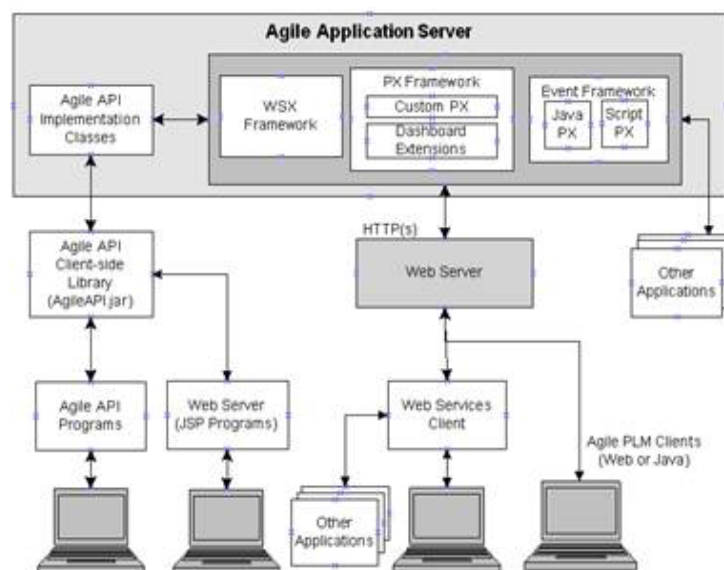 Agile Application Server
Agile API
Implementation
Classes
WSX
Framework
PX Framework
Custom PX
Dashboard
Extensions
Event Framework
Java
PX
Script
PX
HTTP(s)
Agile API
Client-side
Library
(AgileAPI.jar)
Web Server
Other
Applications
Agile API
Programs
Web Server
(JSP Programs)
Web Services
Client
Agile PLM Clients
(Web or Java)
Other
Applications